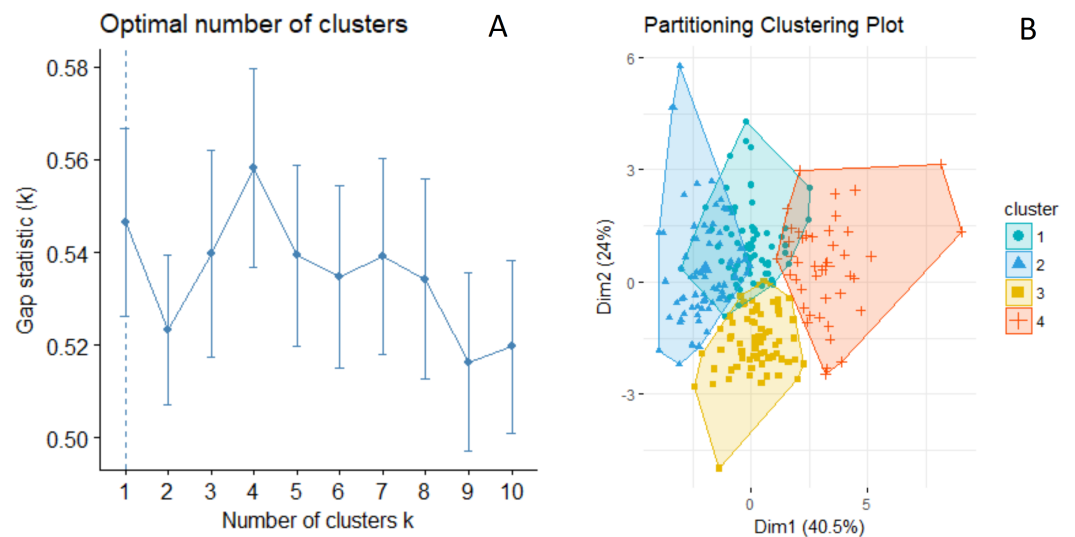 Optimal number of clusters
A
Gap statistic (k)
0.58
0.56
0.54
0.52
0.50
1 2 3 4 5 6 7 8 9 10
Number of clusters k
Partitioning Clustering Plot
B
Dim2 (24%)
6
3
0
-3
0 5
Dim1 (40.5%)
cluster
1
2
3
4